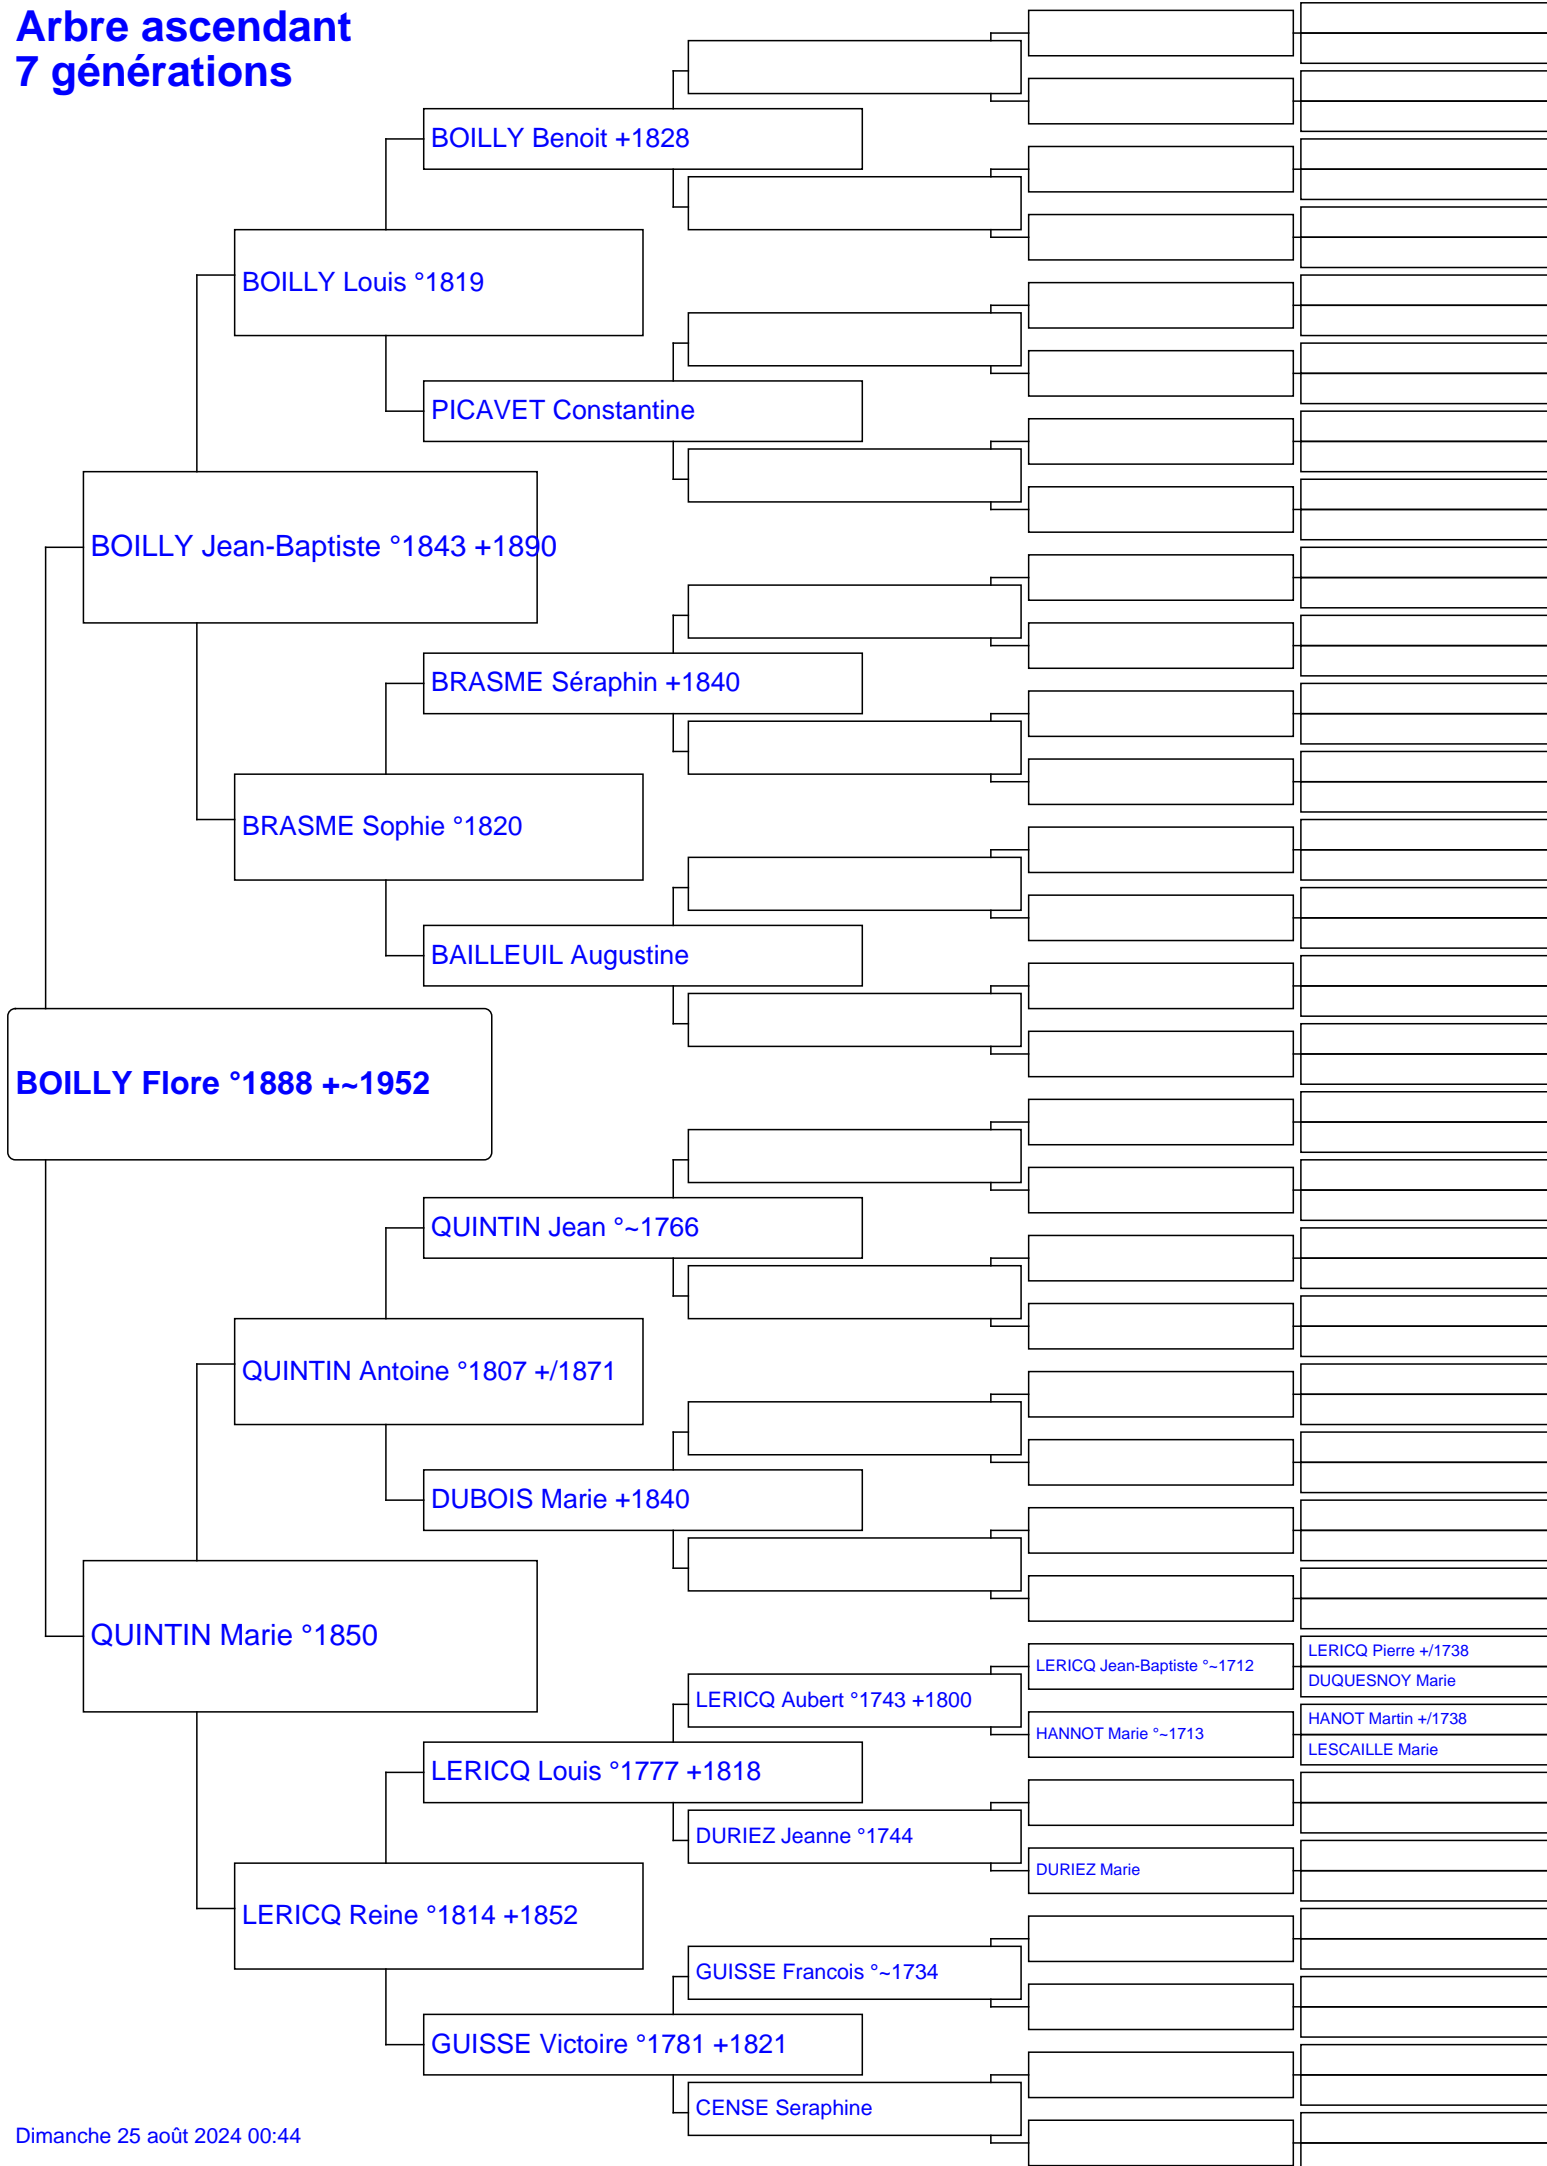 Arbre ascendant
7 générations
BOILLY Benoit +1828
BOILLY Louis °1819
PICAVET Constantine
BOILLY Jean-Baptiste °1843 +1890
BRASME Séraphin +1840
BRASME Sophie °1820
BAILLEUIL Augustine
BOILLY Flore °1888 +~1952
QUINTIN Jean °~1766
QUINTIN Antoine °1807 +/1871
DUBOIS Marie +1840
QUINTIN Marie °1850
LERICQ Pierre +/1738
LERICQ Jean-Baptiste °~1712
DUQUESNOY Marie
LERICQ Aubert °1743 +1800
HANOT Martin +/1738
HANNOT Marie °~1713
LESCAILLE Marie
LERICQ Louis °1777 +1818
DURIEZ Jeanne °1744
DURIEZ Marie
LERICQ Reine °1814 +1852
GUISSE Francois °~1734
GUISSE Victoire °1781 +1821
CENSE Seraphine
Dimanche 25 août 2024 00:44